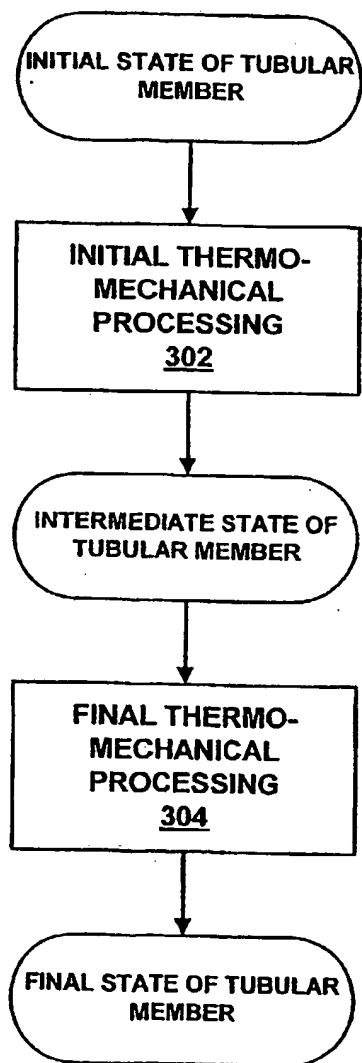 INITIAL STATE OF TUBULAR
MEMBER
INITIAL THERMO-
MECHANICAL
PROCESSING
302
INTERMEDIATE STATE OF
TUBULAR MEMBER
FINAL THERMO-
MECHANICAL
PROCESSING
304
FINAL STATE OF TUBULAR
MEMBER